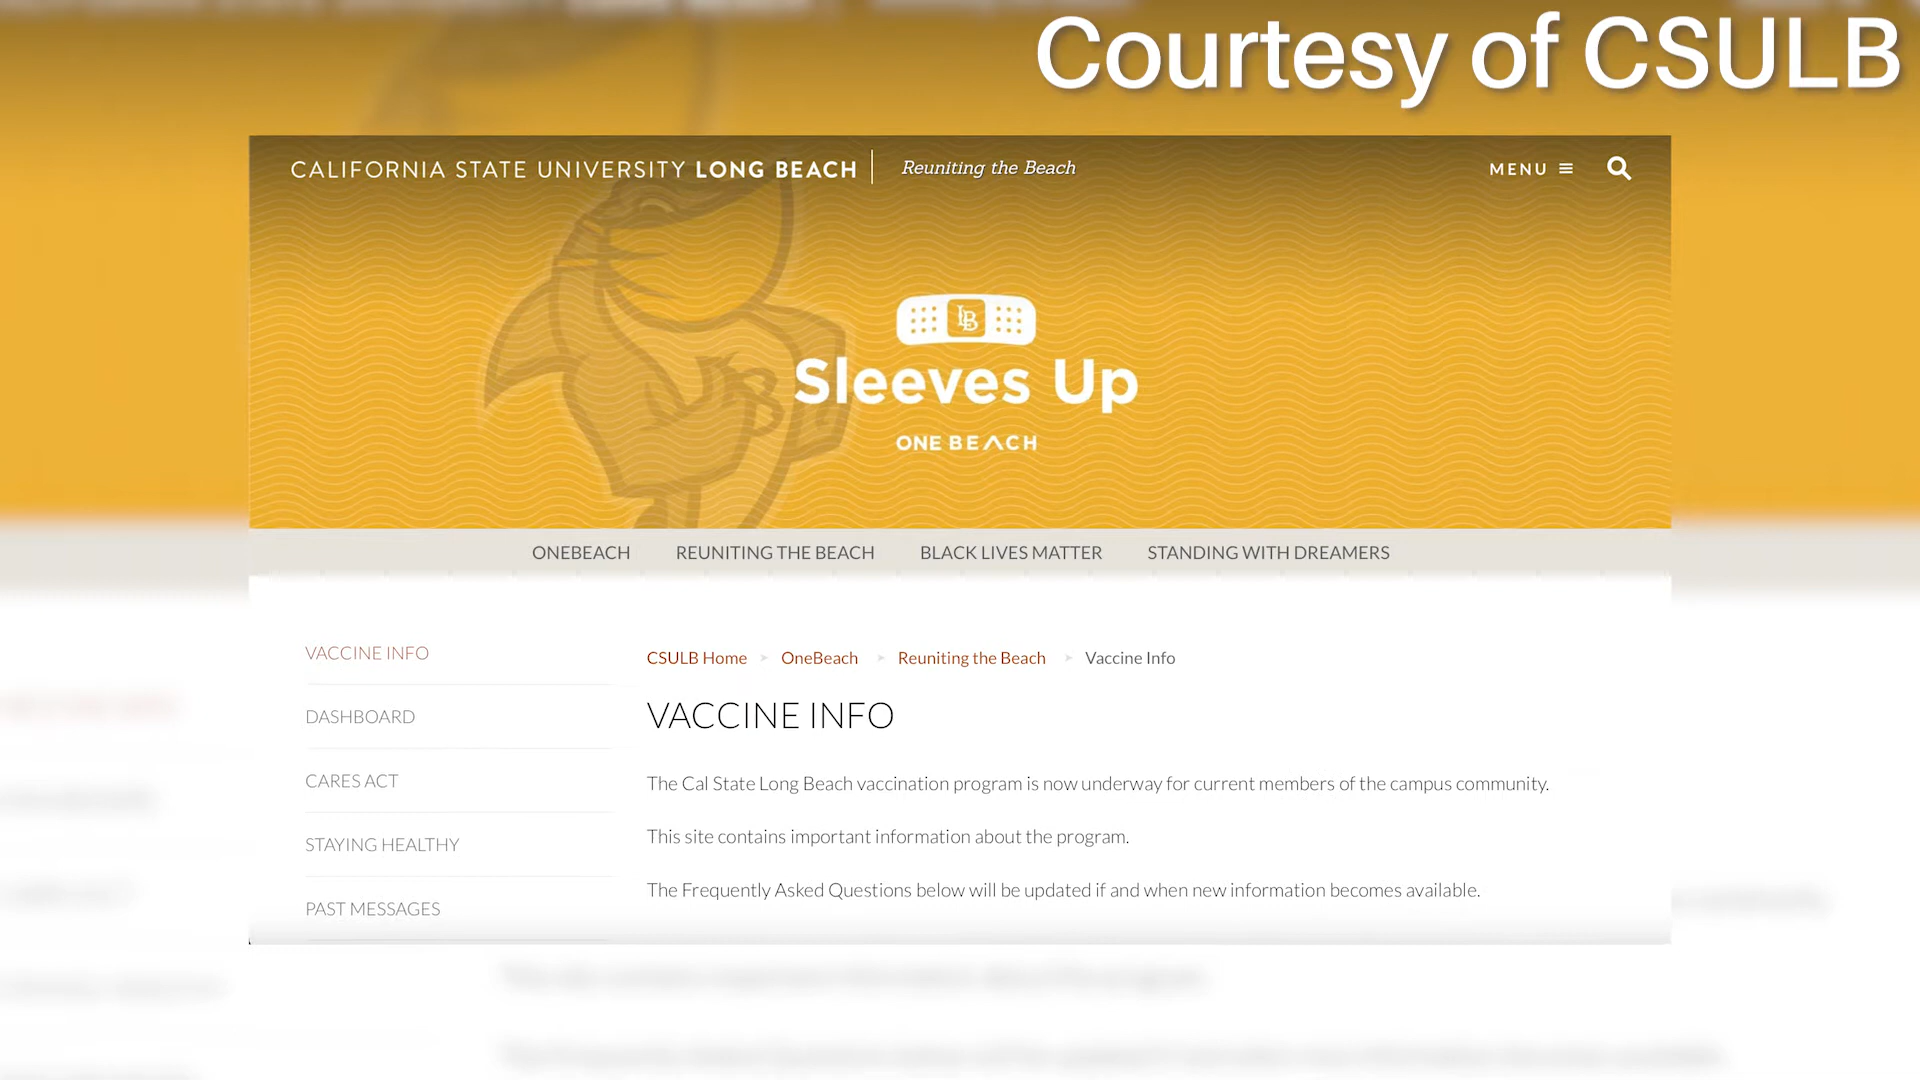 Courtesy of CSULB
CALIFORNIA STATE UNIVERSITY LONG BEACH
Reuniting the Beach
MENU
LB
Sleeves Up
ONE BEACH
ONEBEACH REUNITING THE BEACH BLACK LIVES MATTER STANDING WITH DREAMERS
VACCINE INFO
DASHBOARD
CARES ACT
STAYING HEALTHY
PAST MESSAGES
CSULB Home OneBeach Reuniting the Beach Vaccine Info
VACCINE INFO
The Cal State Long Beach vaccination program is now underway for current members of the campus community.
This site contains important information about the program.
The Frequently Asked Questions below will be updated if and when new information becomes available.